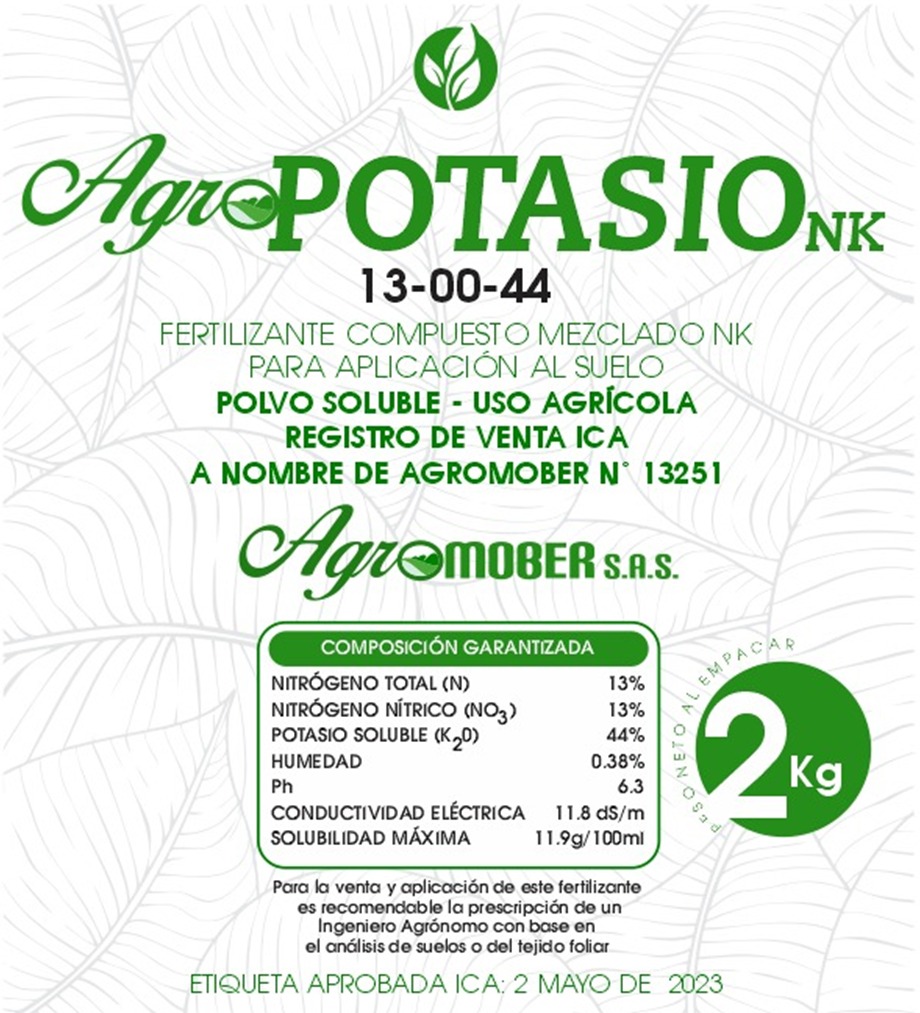 AgroPOTASIO NK
13-00-44
FERTILIZANTE COMPUESTO MEZCLADO NK
PARA APLICACIÓN AL SUELO
POLVO SOLUBLE - USO AGRÍCOLA
REGISTRO DE VENTA ICA
A NOMBRE DE AGROMOBER N° 13251
AgroMOBER S.A.S.
COMPOSICIÓN GARANTIZADA
NITRÓGENO TOTAL (N) 13%
NITRÓGENO NÍTRICO (NO₃) 13%
POTASIO SOLUBLE (K₂0) 44%
HUMEDAD 0.38%
Ph 6.3
CONDUCTIVIDAD ELÉCTRICA 11.8 dS/m
SOLUBILIDAD MÁXIMA 11.9g/100ml
PESO NETO AL EMPACAR
2 Kg
Para la venta y aplicación de este fertilizante
es recomendable la prescripción de un
Ingeniero Agrónomo con base en
el análisis de suelos o del tejido foliar
ETIQUETA APROBADA ICA: 2 MAYO DE 2023